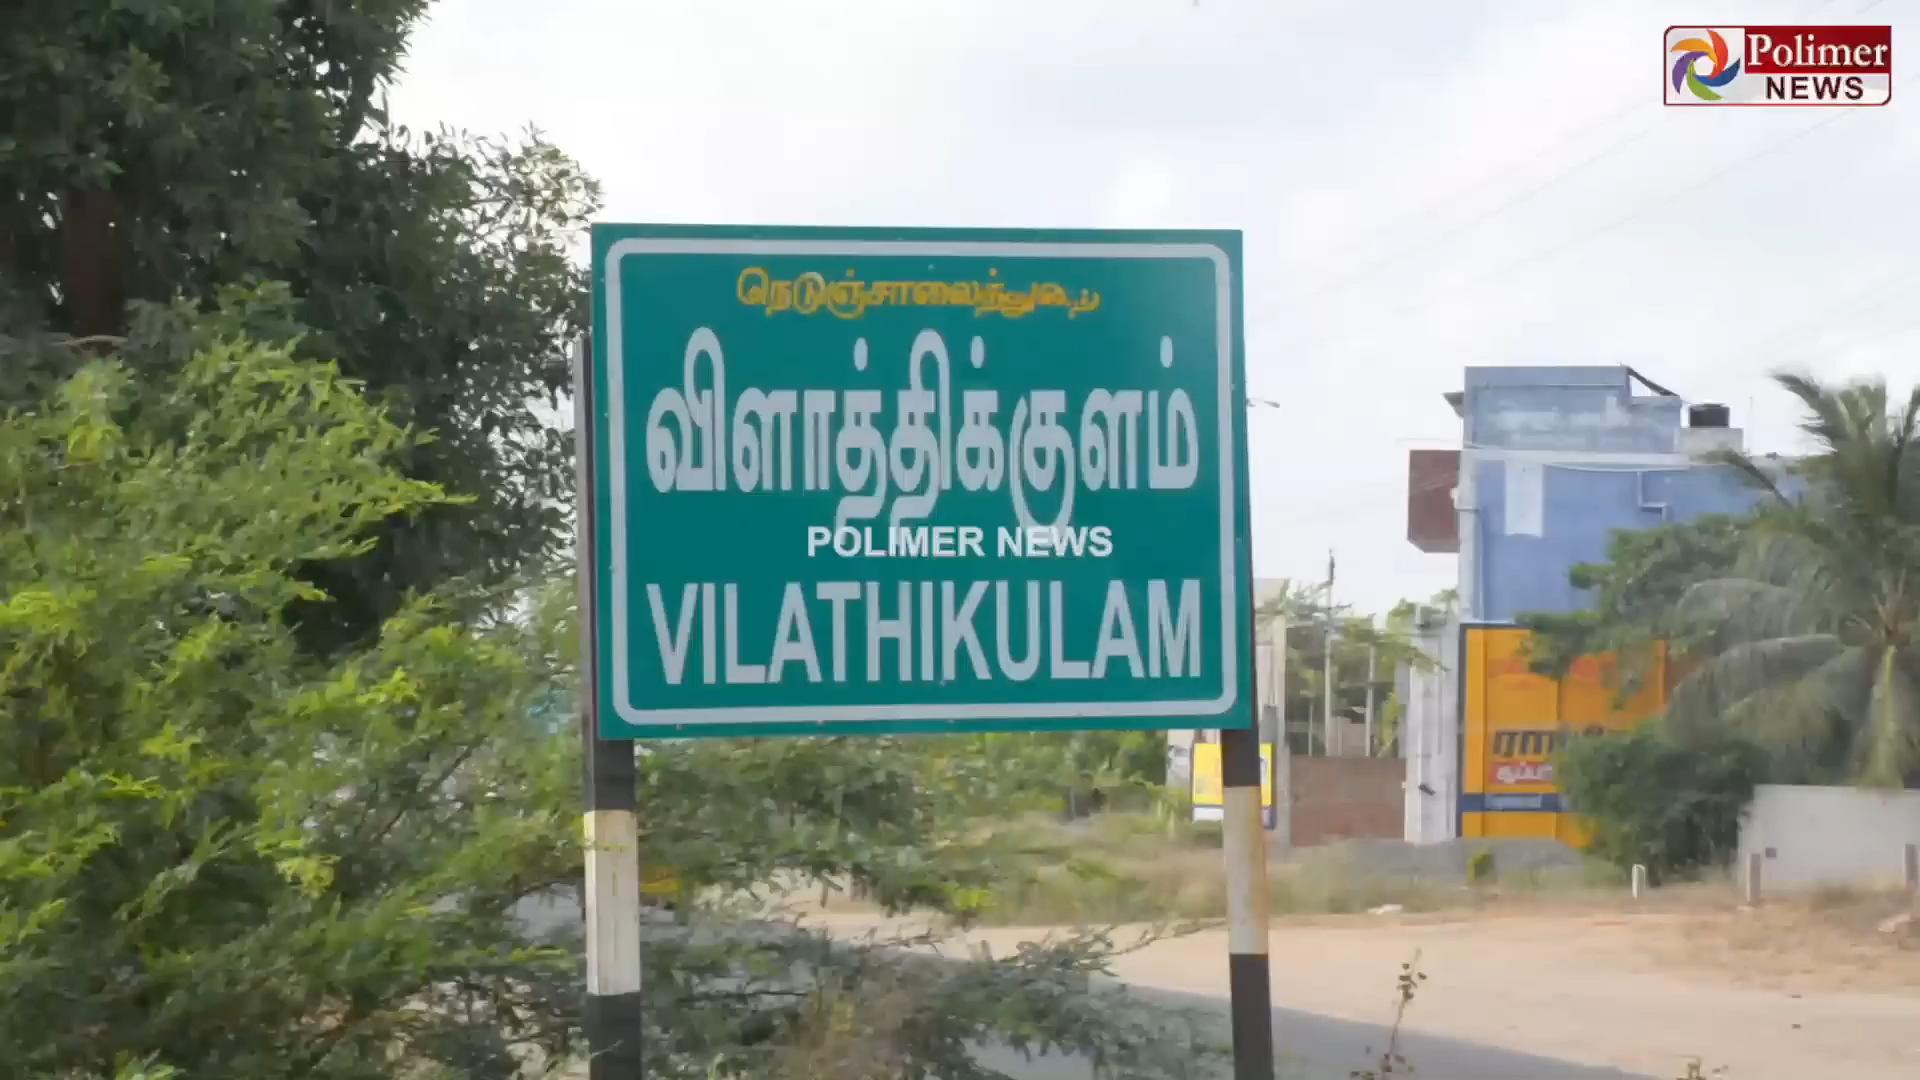 Polimer
NEWS
நெடுஞ்சாலைத்துறை
விளாத்திக்குளம்
POLIMER NEWS
VILATHIKULAM